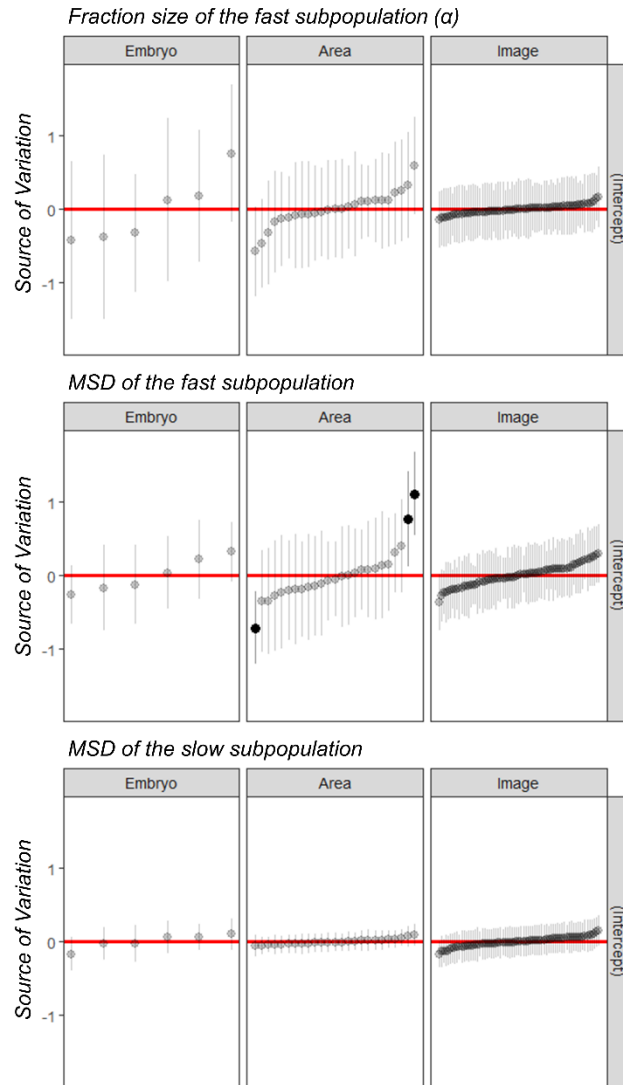 Fraction size of the fast subpopulation (α)
Embryo Area Image
Source of Variation
1
0
-1
(Intercept)
MSD of the fast subpopulation
Embryo Area Image
Source of Variation
1
0
-1
(Intercept)
MSD of the slow subpopulation
Embryo Area Image
Source of Variation
1
0
-1
(Intercept)